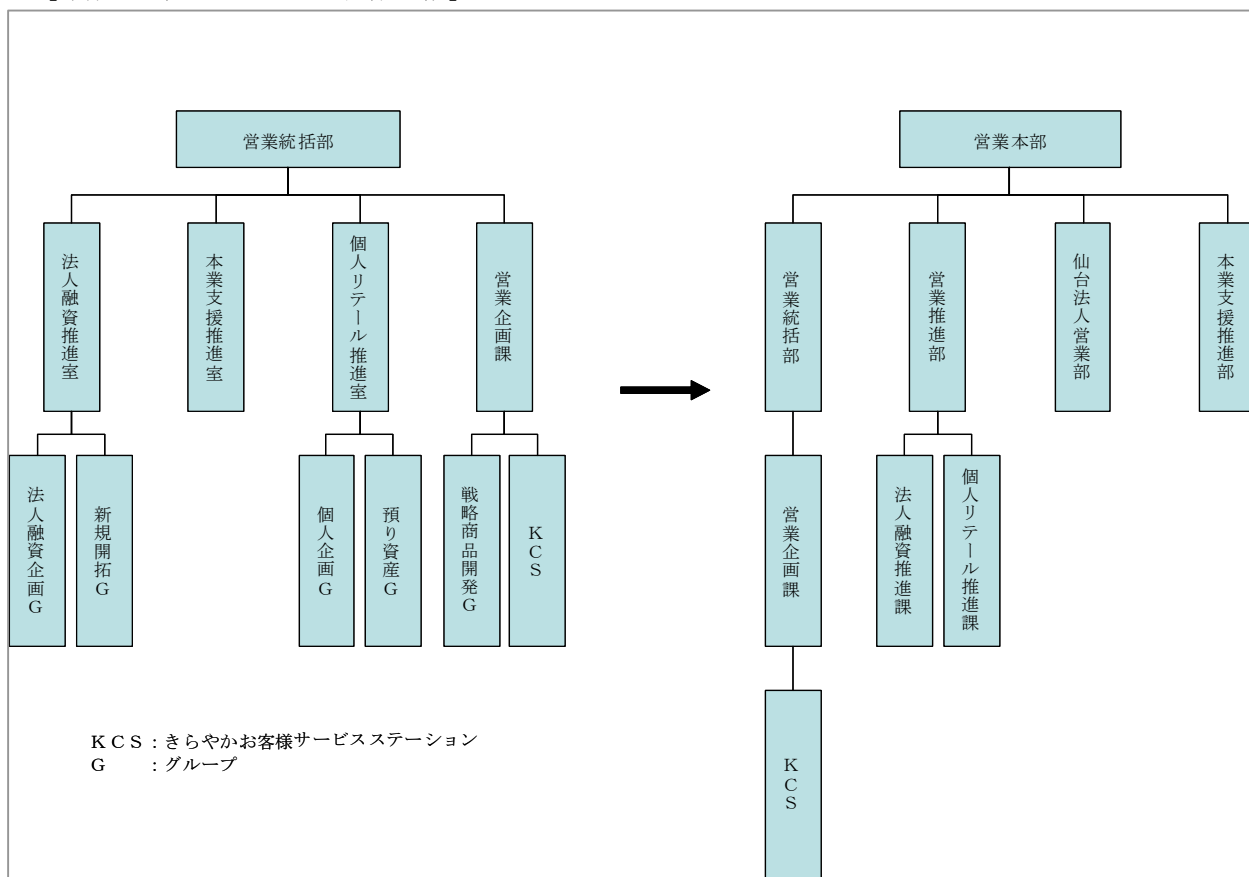 営業統括部
法人融資推進室
本業支援推進室
個人リテール推進室
営業企画課
法人融資企画G
新規開拓G
個人企画G
預り資産G
戦略商品開発G
KCS
営業本部
営業統括部
営業推進部
仙台法人営業部
本業支援推進部
営業企画課
法人融資推進課
個人リテール推進課
KCS
KCS:きらやかお客様サービスステーション
G :グループ